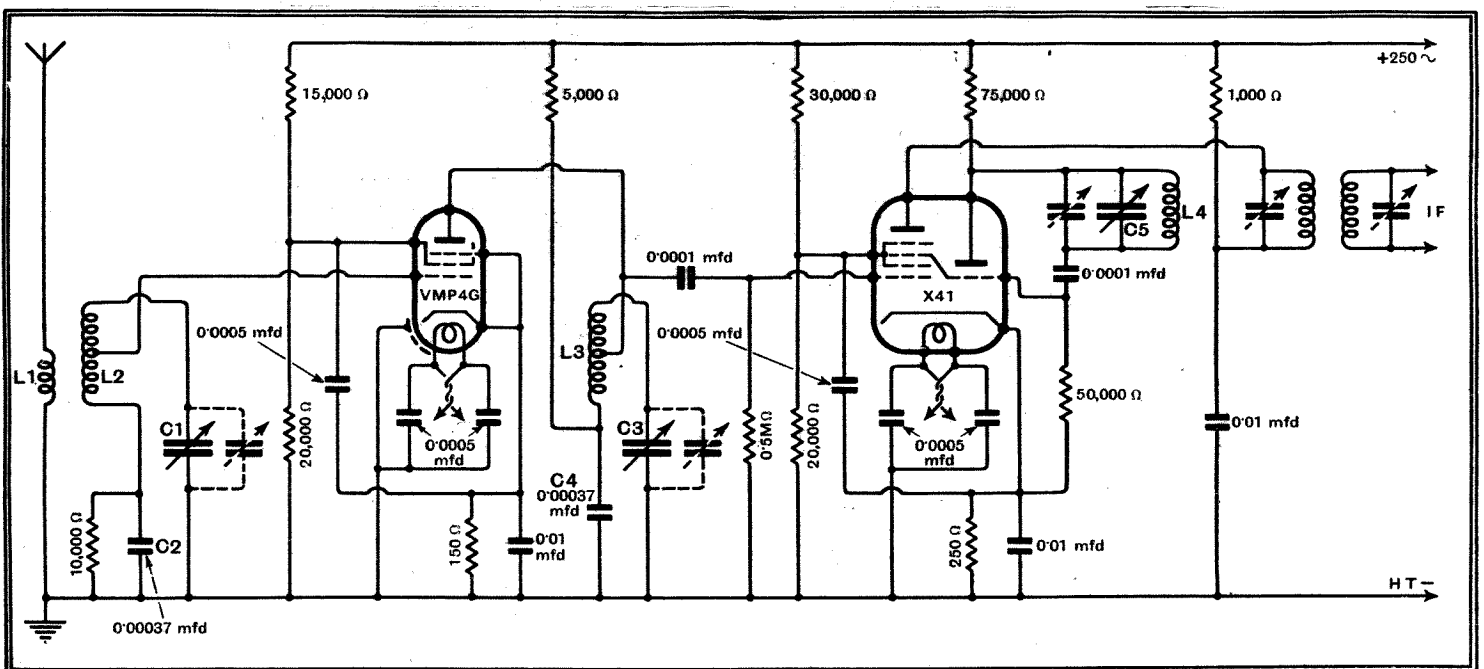 +250 ~
15,000 Ω
5,000 Ω
30,000 Ω
75,000 Ω
1,000 Ω
L4
C5
IF
0·0001 mfd
0·0001 mfd
VMP4G
X41
0·0005 mfd
0·0005 mfd
L1
L2
L3
50,000 Ω
C1
20,000 Ω
0·0005
mfd
C3
0·5MΩ
20,000 Ω
0·0005
mfd
0·01 mfd
C4
0·00037
mfd
10,000 Ω
C2
150 Ω
0·01
mfd
250 Ω
0·01 mfd
HT−
0·00037 mfd